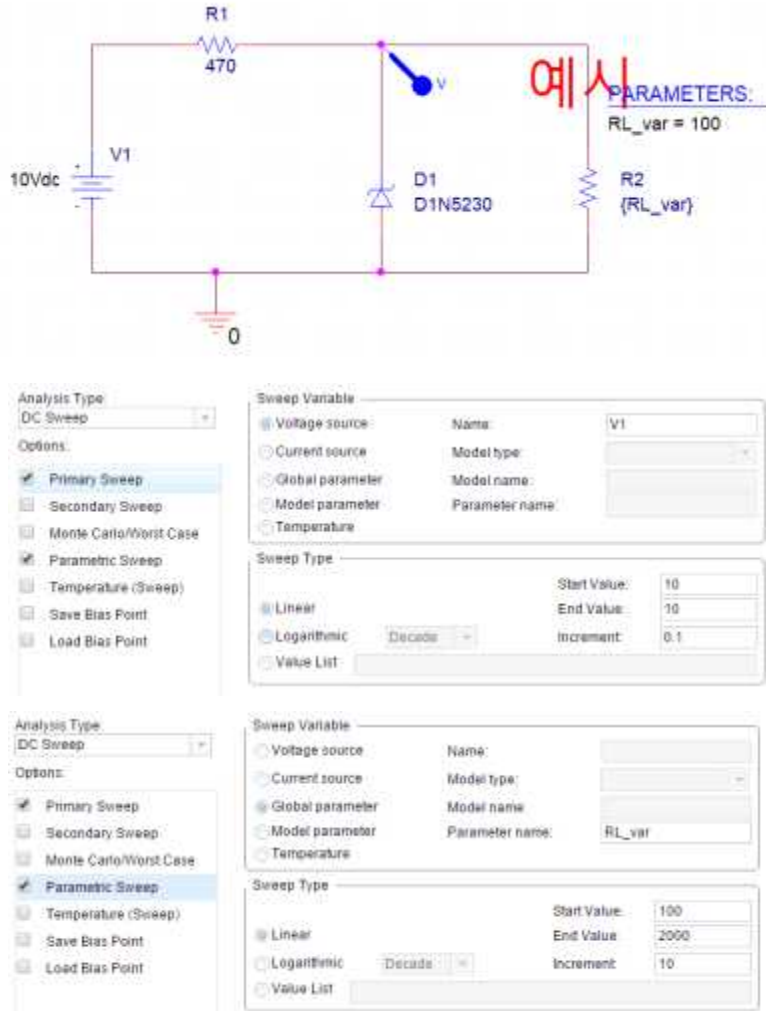 R1
470
예시
V
PARAMETERS:
RL_var = 100
V1
10Vdc
D1
D1N5230
R2
{RL_var}
0
Analysis Type:
DC Sweep
Options:
Primary Sweep
Secondary Sweep
Monte Carlo/Worst Case
Parametric Sweep
Temperature (Sweep)
Save Bias Point
Load Bias Point
Sweep Variable
Voltage source Name: V1
Current source Model type:
Global parameter Model name:
Model parameter Parameter name:
Temperature
Sweep Type
Start Value: 10
Linear End Value: 10
Logarithmic Decade Increment: 0.1
Value List
Analysis Type:
DC Sweep
Options:
Primary Sweep
Secondary Sweep
Monte Carlo/Worst Case
Parametric Sweep
Temperature (Sweep)
Save Bias Point
Load Bias Point
Sweep Variable
Voltage source Name:
Current source Model type:
Global parameter Model name:
Model parameter Parameter name: RL_var
Temperature
Sweep Type
Start Value: 100
Linear End Value: 2000
Logarithmic Decade Increment: 10
Value List